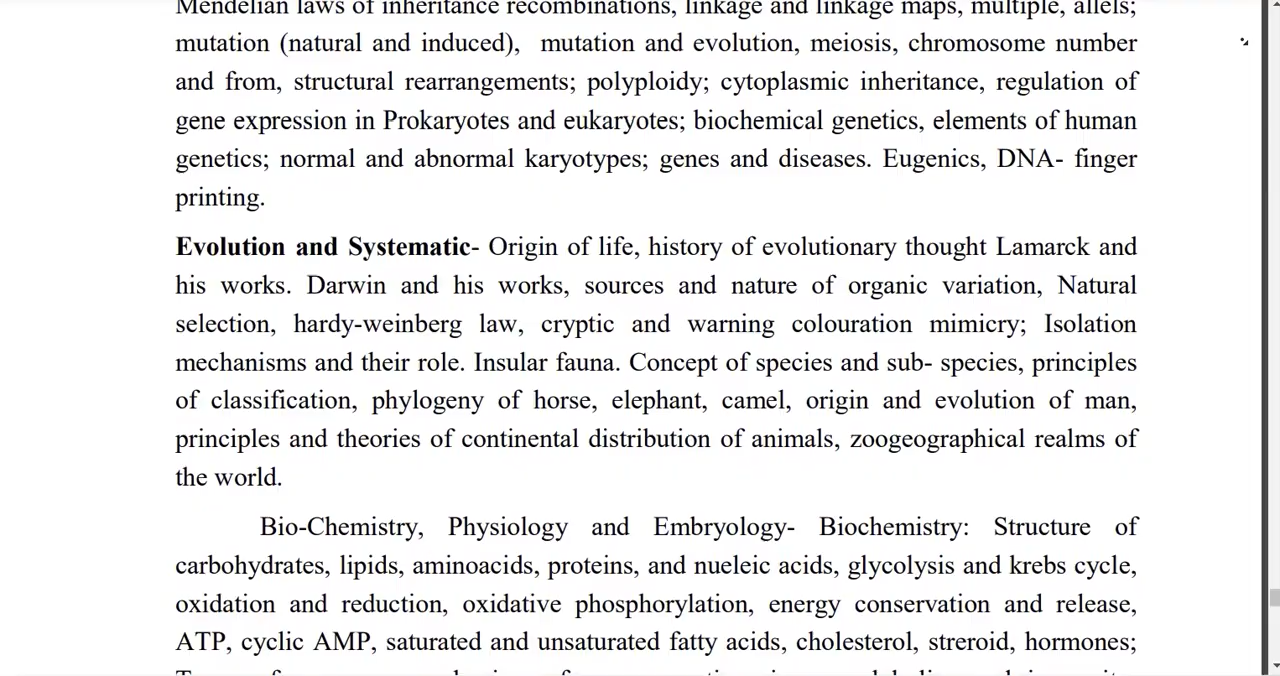 Mendelian laws of inheritance recombinations, linkage and linkage maps, multiple, allels;
mutation (natural and induced), mutation and evolution, meiosis, chromosome number
and from, structural rearrangements; polyploidy; cytoplasmic inheritance, regulation of
gene expression in Prokaryotes and eukaryotes; biochemical genetics, elements of human
genetics; normal and abnormal karyotypes; genes and diseases. Eugenics, DNA- finger
printing.
Evolution and Systematic- Origin of life, history of evolutionary thought Lamarck and
his works. Darwin and his works, sources and nature of organic variation, Natural
selection, hardy-weinberg law, cryptic and warning colouration mimicry; Isolation
mechanisms and their role. Insular fauna. Concept of species and sub- species, principles
of classification, phylogeny of horse, elephant, camel, origin and evolution of man,
principles and theories of continental distribution of animals, zoogeographical realms of
the world.
Bio-Chemistry, Physiology and Embryology- Biochemistry: Structure of
carbohydrates, lipids, aminoacids, proteins, and nueleic acids, glycolysis and krebs cycle,
oxidation and reduction, oxidative phosphorylation, energy conservation and release,
ATP, cyclic AMP, saturated and unsaturated fatty acids, cholesterol, streroid, hormones;